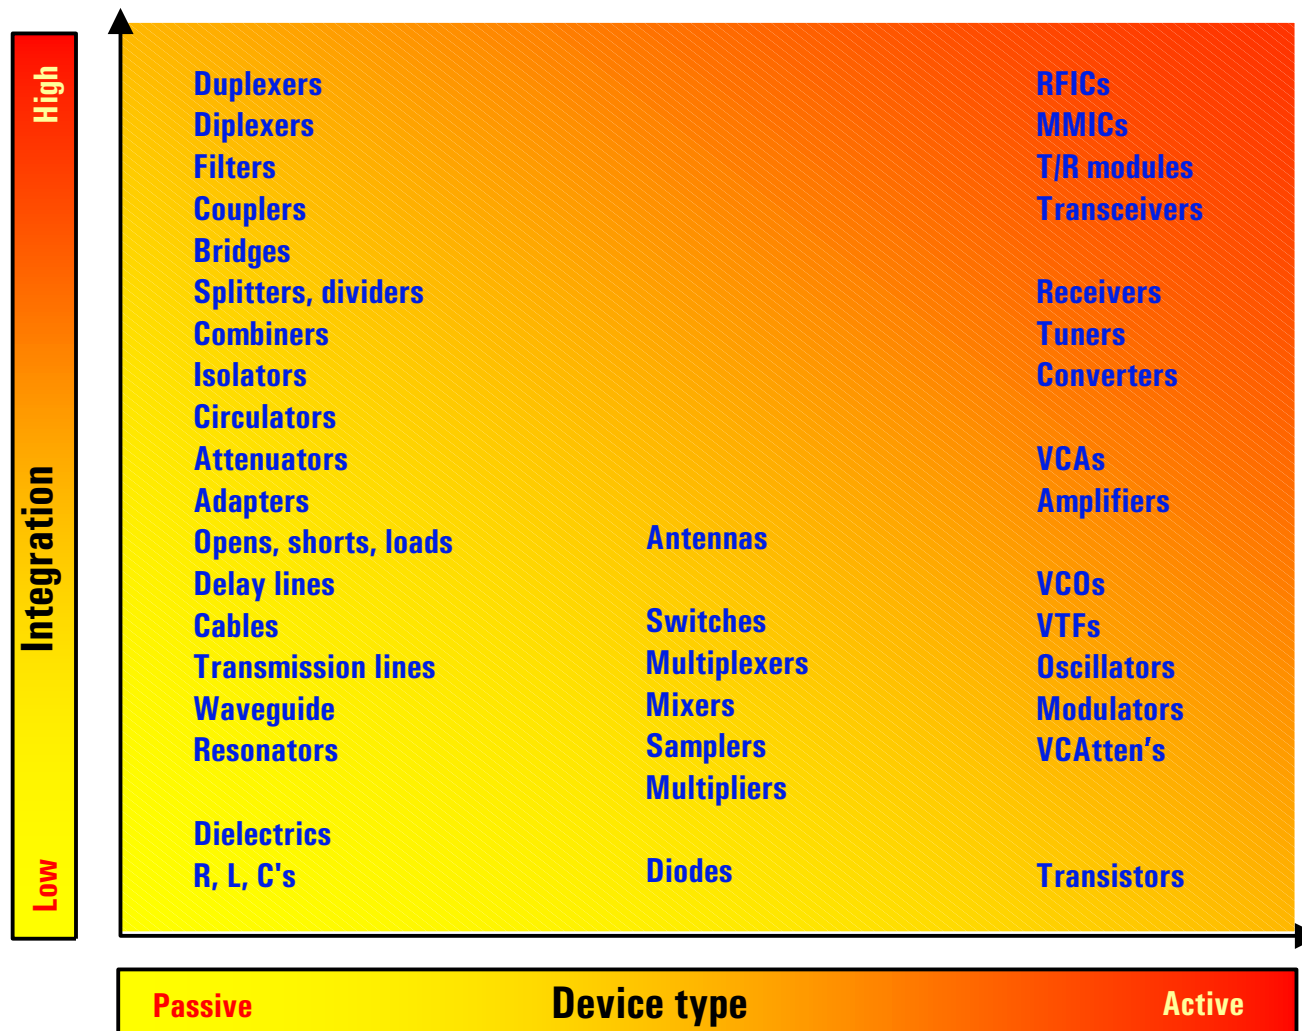 High
Integration
Low
Duplexers
Diplexers
Filters
Couplers
Bridges
Splitters, dividers
Combiners
Isolators
Circulators
Attenuators
Adapters
Opens, shorts, loads
Delay lines
Cables
Transmission lines
Waveguide
Resonators
Dielectrics
R, L, C's
Antennas
Switches
Multiplexers
Mixers
Samplers
Multipliers
Diodes
RFICs
MMICs
T/R modules
Transceivers
Receivers
Tuners
Converters
VCAs
Amplifiers
VCOs
VTFs
Oscillators
Modulators
VCAtten’s
Transistors
Passive
Device type
Active